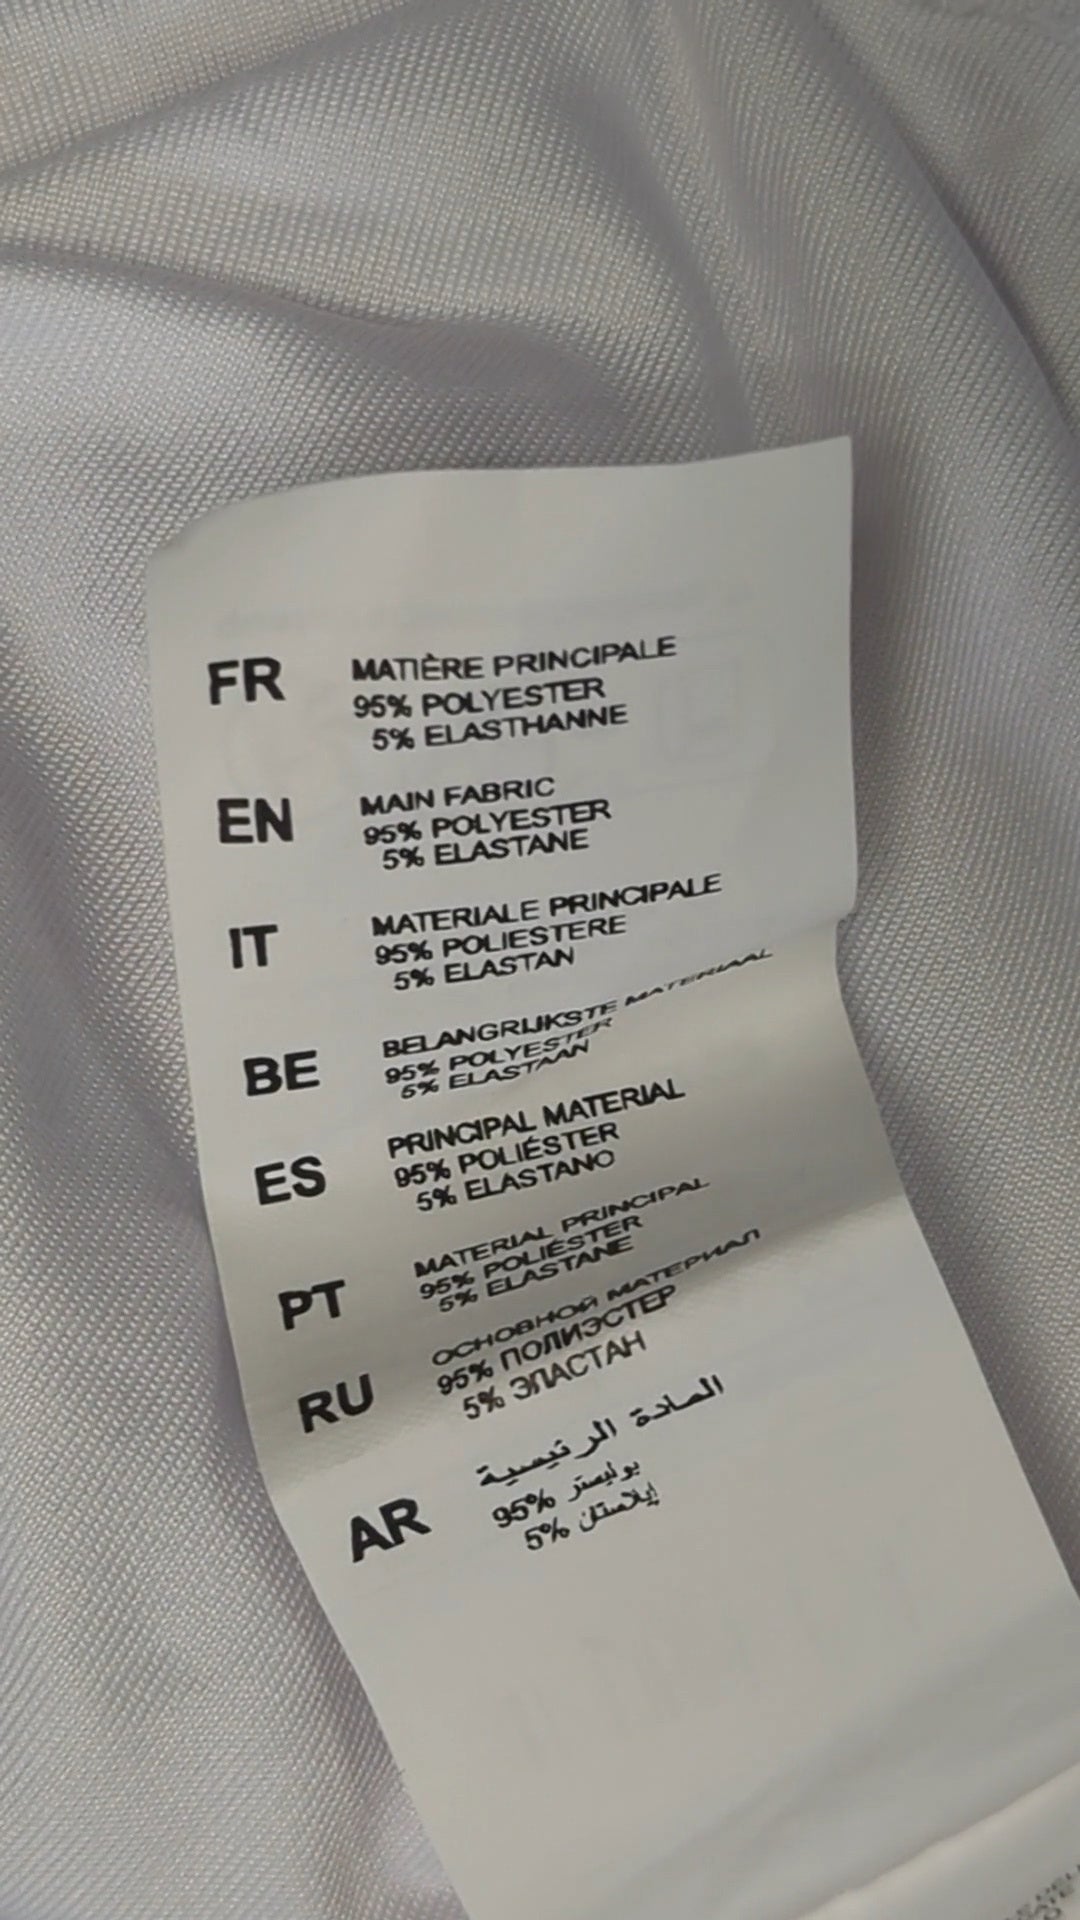 FR MATIÈRE PRINCIPALE
95% POLYESTER
5% ELASTHANNE
EN MAIN FABRIC
95% POLYESTER
5% ELASTANE
IT MATERIALE PRINCIPALE
95% POLIESTERE
5% ELASTAN
BE BELANGRIJKSTE MATERIAAL
95% POLYESTER
5% ELASTAAN
ES PRINCIPAL MATERIAL
95% POLIÉSTER
5% ELASTANO
PT MATERIAL PRINCIPAL
95% POLIÉSTER
5% ELASTANE
RU ОСНОВНОЙ МАТЕРИАЛ
95% ПОЛИЭСТЕР
5% ЭЛАСТАН
AR المادة الرئيسية
95% بوليستر
5% إيلاستان